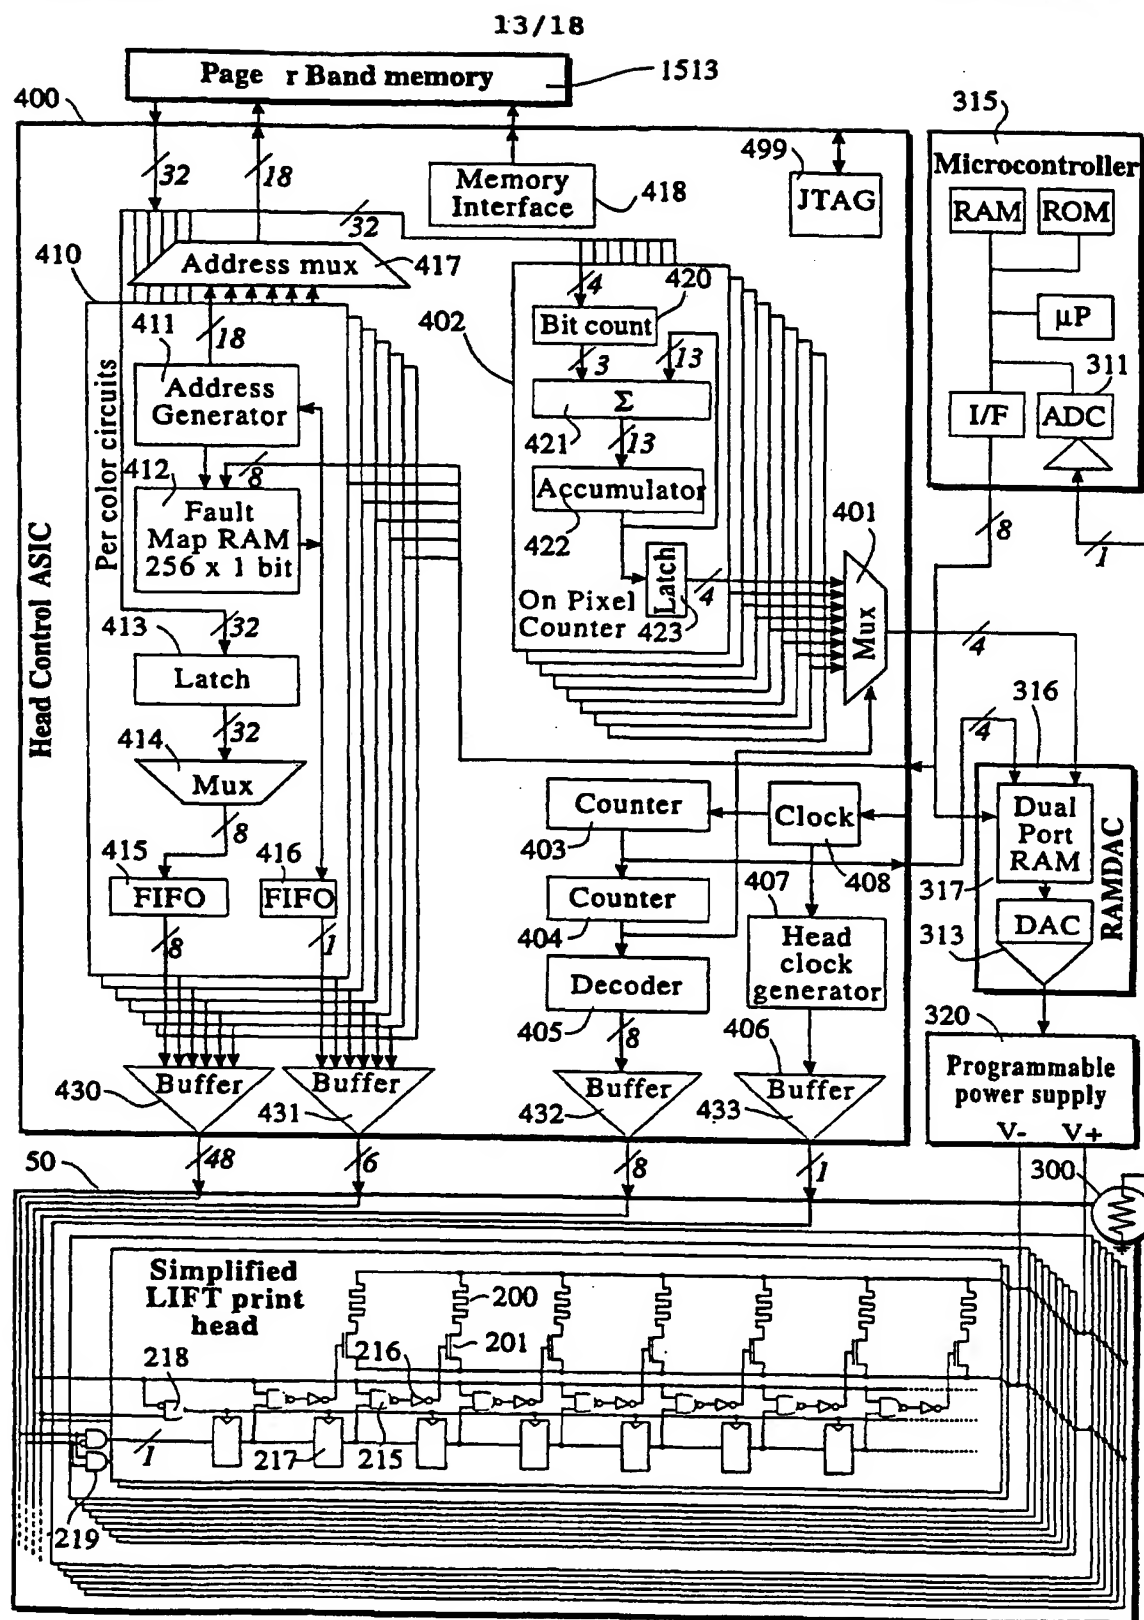 13/18
Page r Band memory
1513
400
315
32
18
499
JTAG
Memory
Interface
418
Microcontroller
RAM
ROM
32
410
Address mux
417
µP
411
18
402
4
420
Bit count
3
13
311
Address
Generator
Σ
I/F
ADC
421
13
412
8
Accumulator
422
401
Fault
Map RAM
256 x 1 bit
Per color circuits
Head Control ASIC
8
1
Latch
4
423
On Pixel
Counter
Mux
413
32
Latch
4
316
4
32
414
Mux
Counter
403
Clock
408
Dual
Port
RAM
317
RAMDAC
8
415
416
FIFO
FIFO
407
Counter
404
DAC
313
8
1
Head
clock
generator
Decoder
405
8
406
320
Programmable
power supply
V-
V+
Buffer
430
Buffer
431
Buffer
432
Buffer
433
48
6
8
1
50
300
Simplified
LIFT print
head
200
201
216
218
1
217
215
219